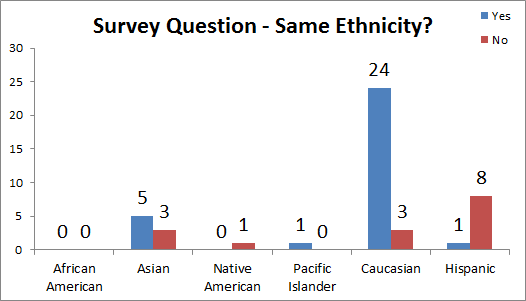 Survey Question - Same Ethnicity?
Yes
No
30
25
20
15
10
5
0
0 0
5 3
0 1
1 0
24 3
1 8
African
American
Asian
Native
American
Pacific
Islander
Caucasian
Hispanic